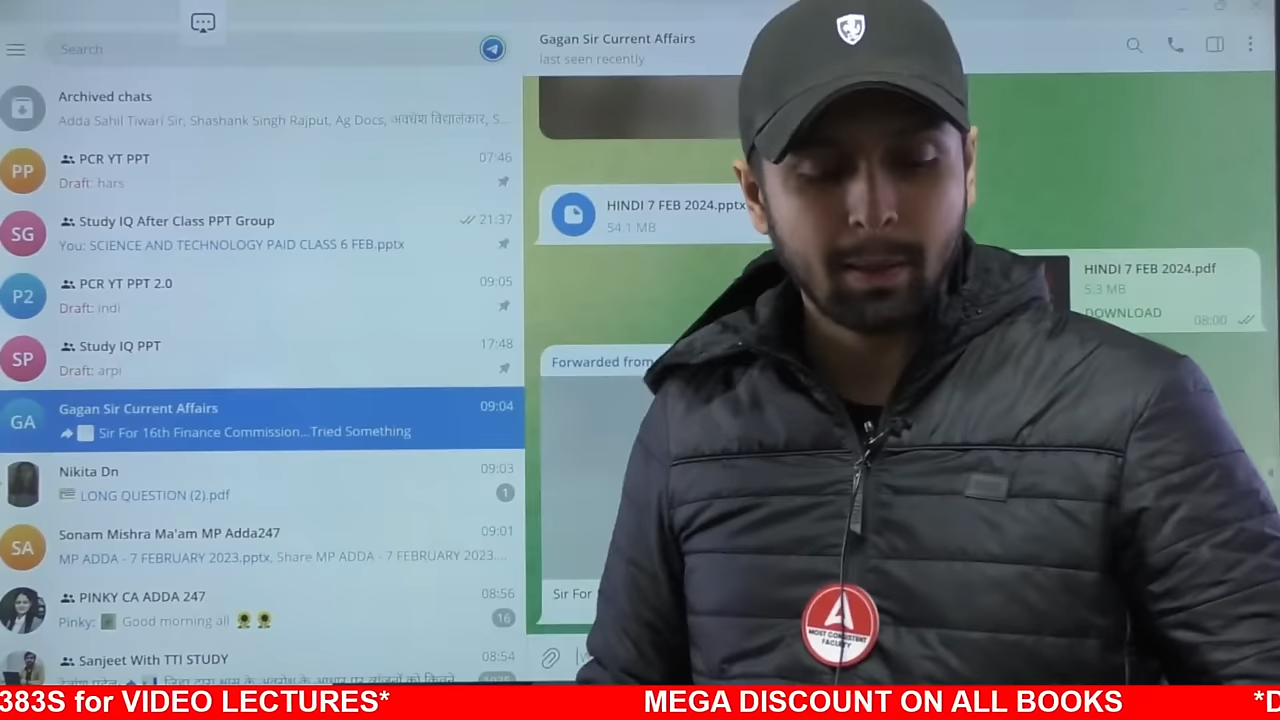 Search
Gagan Sir Current Affairs
last seen recently
Archived chats
Adda Sahil Tiwari Sir, Shashank Singh Rajput, Ag Docs, अवधेश विद्यालंकार, S...
PP
PCR YT PPT
07:46
Draft: hars
SG
Study IQ After Class PPT Group
21:37
You: SCIENCE AND TECHNOLOGY PAID CLASS 6 FEB.pptx
P2
PCR YT PPT 2.0
09:05
Draft: indi
SP
Study IQ PPT
17:48
Draft: arpi
GA
Gagan Sir Current Affairs
09:04
Sir For 16th Finance Commission...Tried Something
Nikita Dn
09:03
LONG QUESTION (2).pdf
1
SA
Sonam Mishra Ma'am MP Adda247
09:01
MP ADDA - 7 FEBRUARY 2023.pptx, Share MP ADDA - 7 FEBRUARY 2023....
PINKY CA ADDA 247
08:56
Pinky: Good morning all
16
Sanjeet With TTI STUDY
08:54
HINDI 7 FEB 2024.pptx
54.1 MB
HINDI 7 FEB 2024.pdf
5.3 MB
DOWNLOAD
08:00
Forwarded from
Sir For
MOST CONSISTENT
FACULTY
383S for VIDEO LECTURES*
MEGA DISCOUNT ON ALL BOOKS
*D